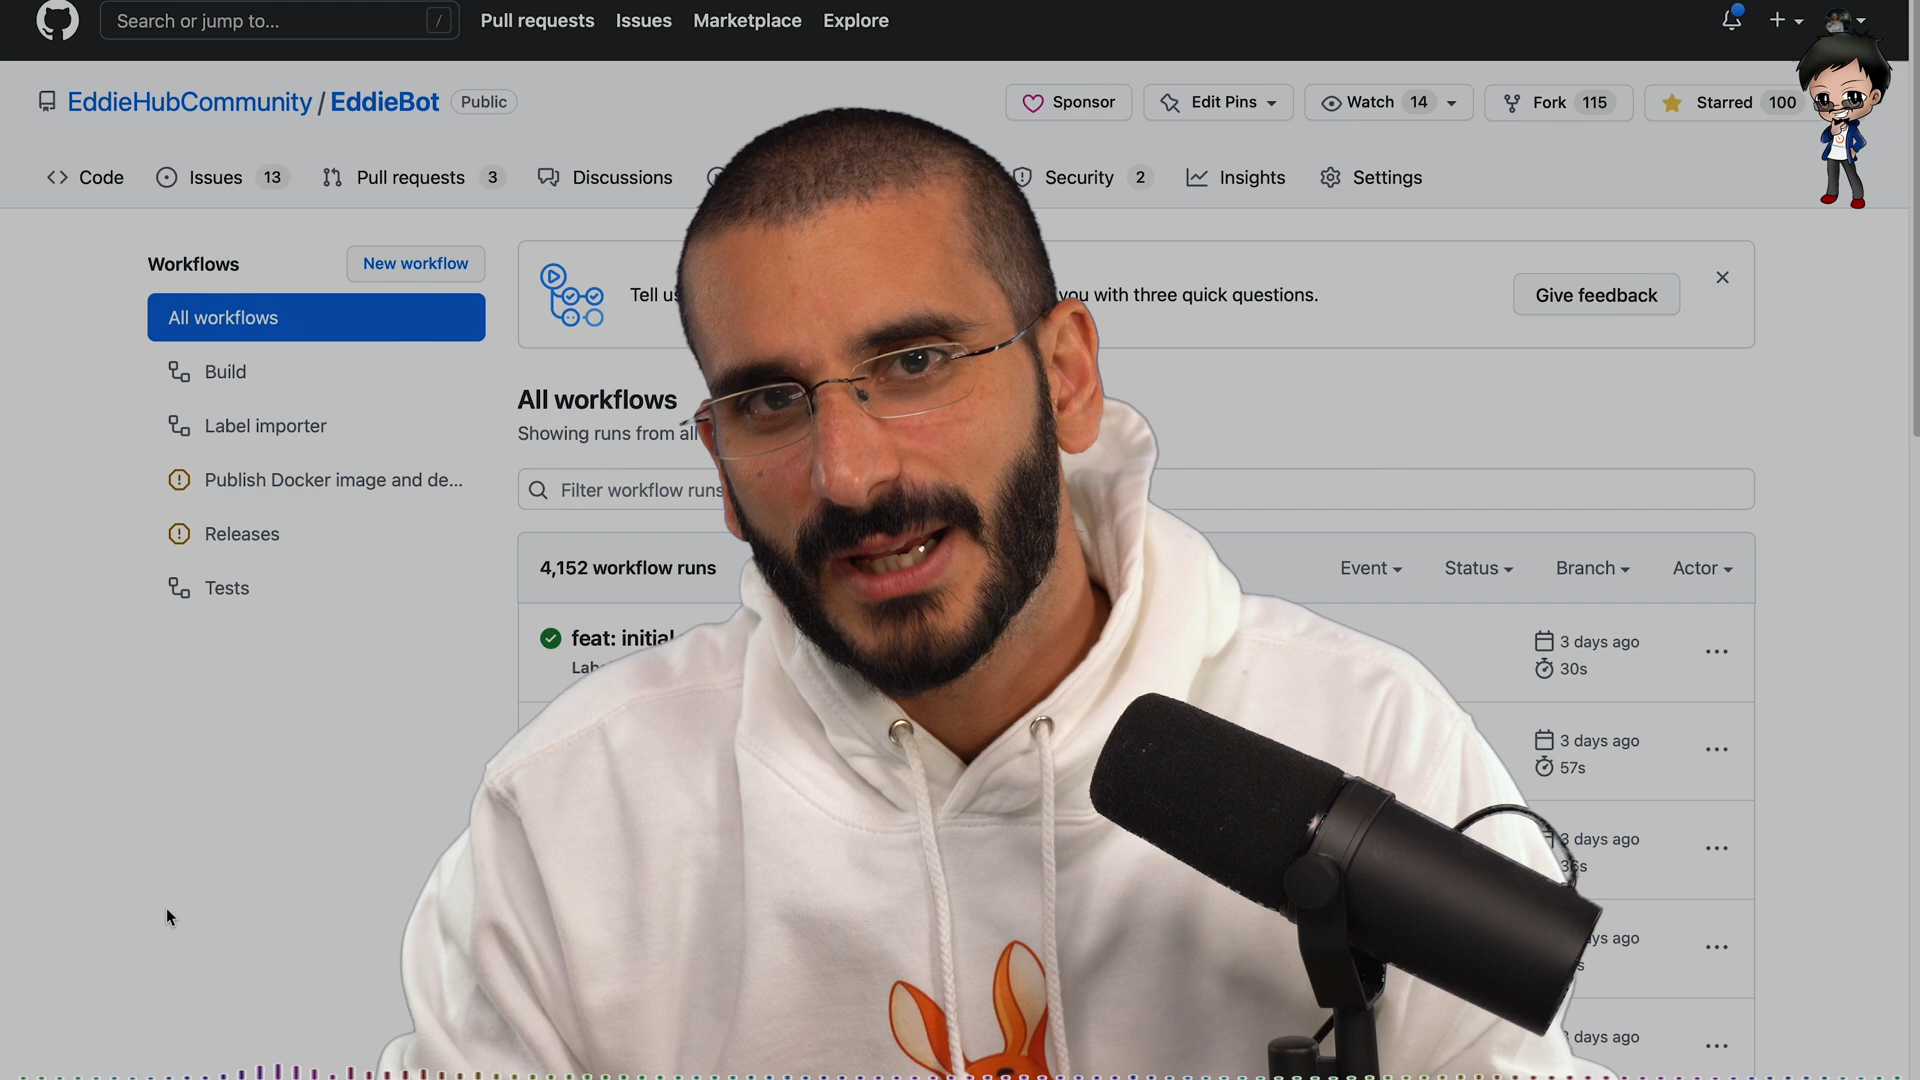 Search or jump to... /
Pull requests Issues Marketplace Explore
EddieHubCommunity / EddieBot Public
Sponsor Edit Pins Watch 14 Fork 115 Starred 100
Code Issues 13 Pull requests 3 Discussions Security 2 Insights Settings
Workflows New workflow
All workflows
Build
Label importer
Publish Docker image and de...
Releases
Tests
Tell us you with three quick questions. Give feedback
All workflows
Showing runs from all
Filter workflow runs
4,152 workflow runs Event Status Branch Actor
feat: initial
3 days ago
30s
3 days ago
57s
3 days ago
36s
days ago
s
days ago